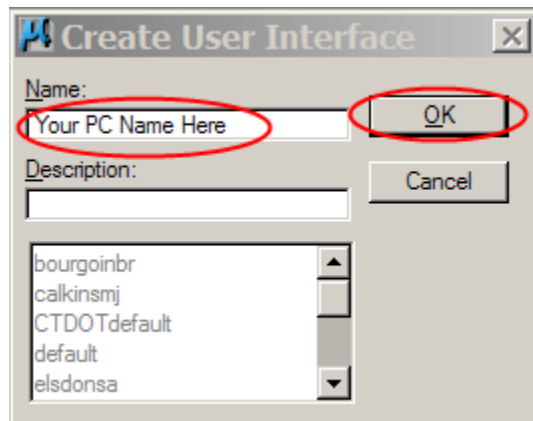 Create User Interface
Name:
Your PC Name Here
OK
Description:
Cancel
bourgoinbr
calkinsmj
CTDOTdefault
default
elsdonsa